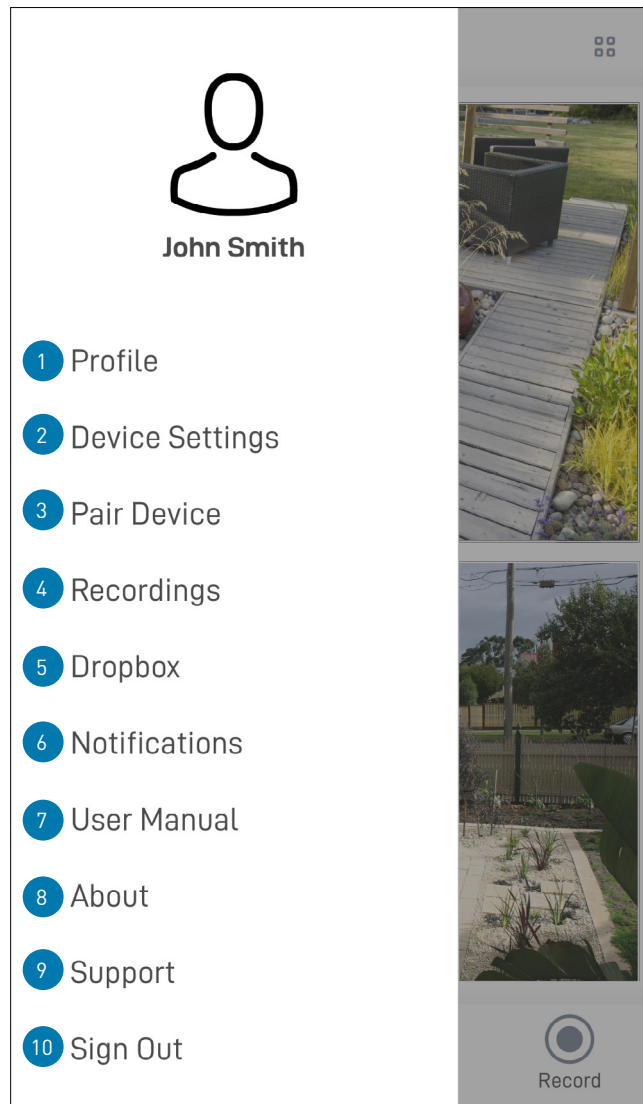 John Smith
1 Profile
2 Device Settings
3 Pair Device
4 Recordings
5 Dropbox
6 Notifications
7 User Manual
8 About
9 Support
10 Sign Out
Record